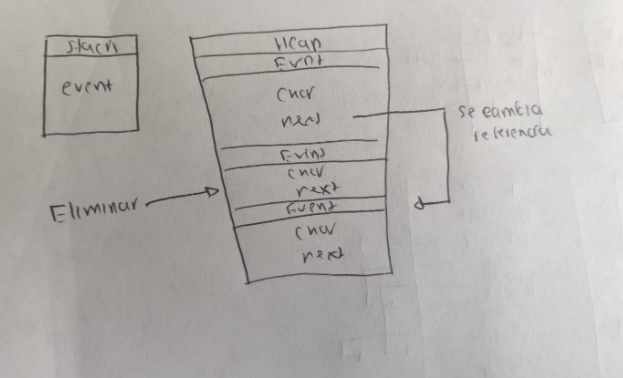 Stack
event
Heap
Event
char
next
Event
char
next
Event
char
next
Eliminar
se cambia
referencia